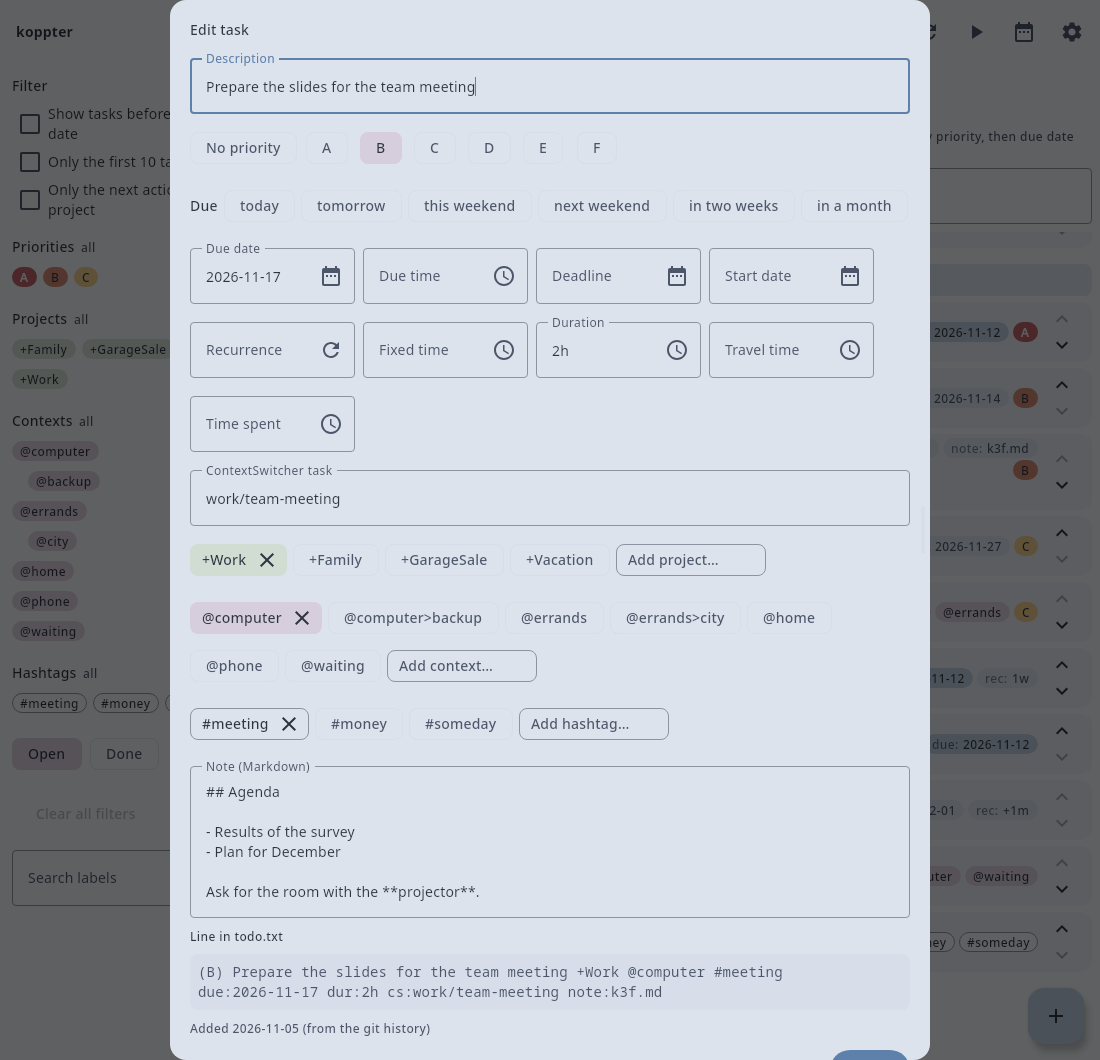 koppter
Edit task
Description
Prepare the slides for the team meeting
No priority A B C D E F
Due today tomorrow this weekend next weekend in two weeks in a month
Due date
2026-11-17
Due time
Deadline
Start date
Recurrence
Fixed time
Duration
2h
Travel time
Time spent
ContextSwitcher task
work/team-meeting
+Work +Family +GarageSale +Vacation Add project...
@computer @computer>backup @errands @errands>city @home
@phone @waiting Add context...
#meeting #money #someday Add hashtag...
Note (Markdown)
## Agenda
- Results of the survey
- Plan for December
Ask for the room with the **projector**.
Line in todo.txt
(B) Prepare the slides for the team meeting +Work @computer #meeting
due:2026-11-17 dur:2h cs:work/team-meeting note:k3f.md
Added 2026-11-05 (from the git history)
Filter
Show tasks before
date
Only the first 10
Only the next
project
Priorities all
A B C
Projects all
+Family +GarageSale
+Work
Contexts all
@computer
@backup
@errands
@city
@home
@phone
@waiting
Hashtags all
#meeting #money
Open Done
Clear all filters
Search labels
priority, then due date
2026-11-12 A
2026-11-14 B
note: k3f.md
B
2026-11-27 C
@errands C
11-12 rec: 1w
due: 2026-11-12
rec: +1m
@waiting
#someday
+